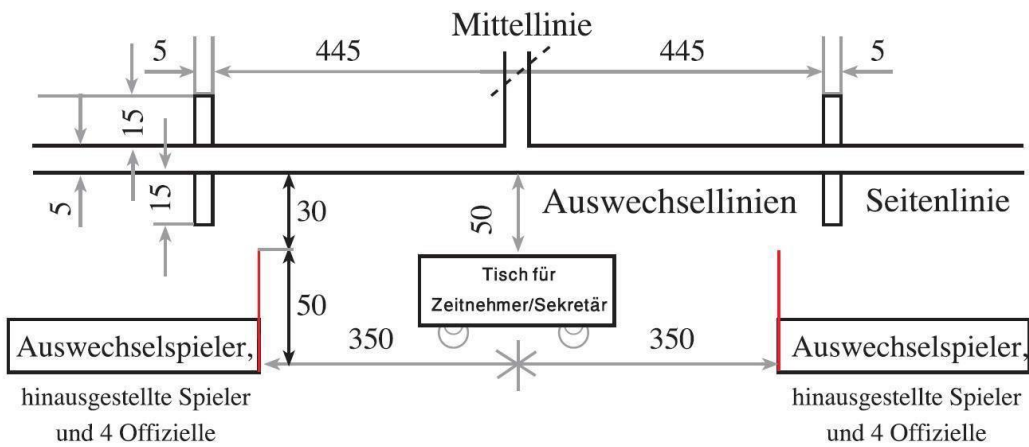 Mittellinie
5 445 445 5
15
5 15 30 50 Auswechsellinien Seitenlinie
50
Tisch für
Zeitnehmer/Sekretär
350 350
Auswechselspieler, Auswechselspieler,
hinausgestellte Spieler hinausgestellte Spieler
und 4 Offizielle und 4 Offizielle